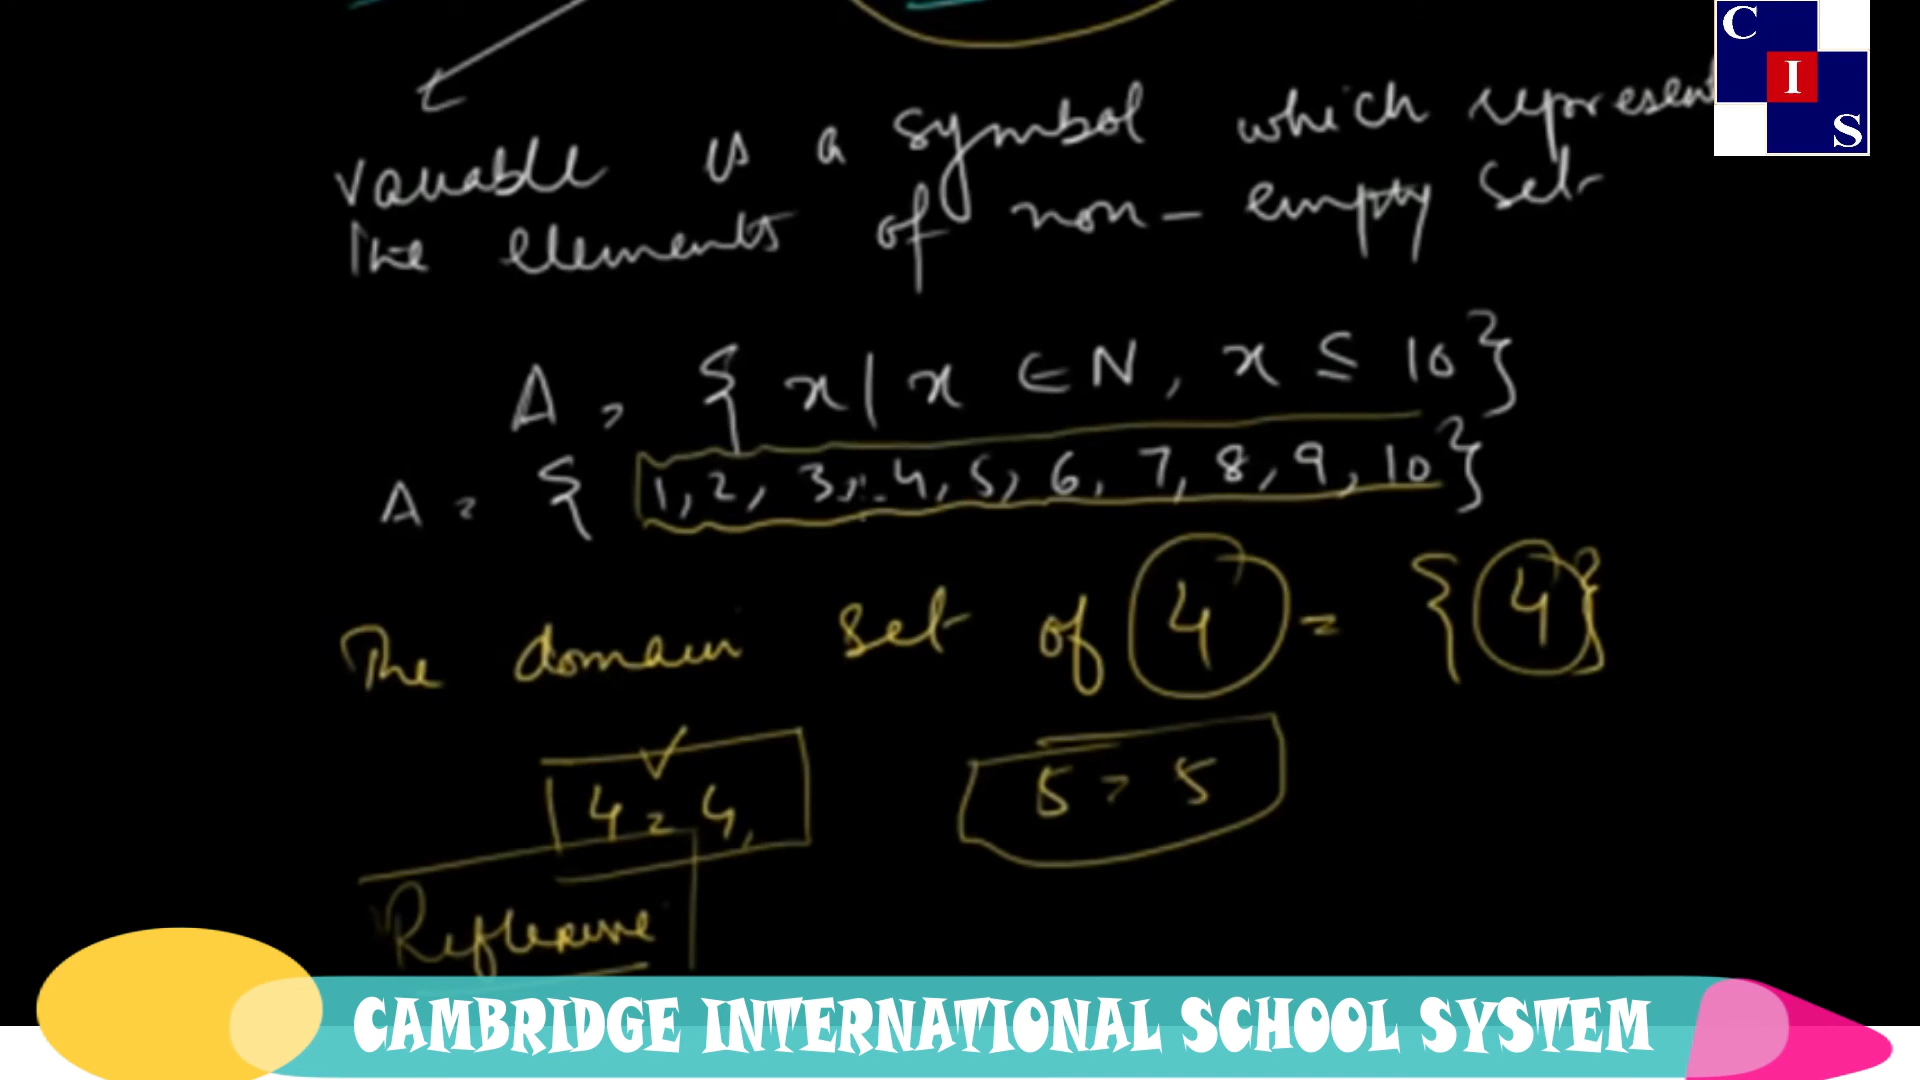 C
I
S
variable is a symbol which represent
The elements of non-empty set
A = { x | x ∈ N, x ≤ 10 }
A = { 1, 2, 3, 4, 5, 6, 7, 8, 9, 10 }
The domain set of 4 = { 4 }
4 = 4, 5 = 5
Reflexive
CAMBRIDGE INTERNATIONAL SCHOOL SYSTEM